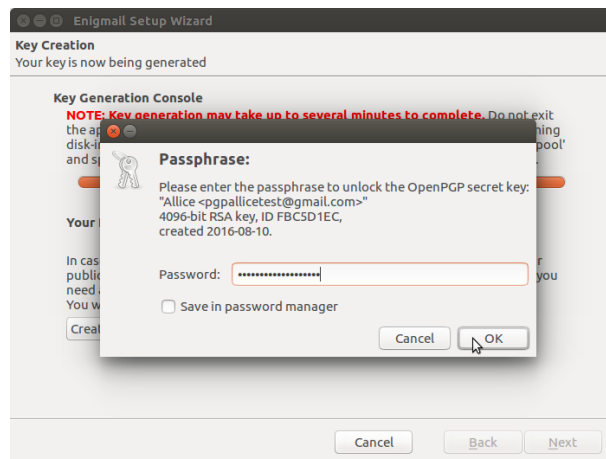 Enigmail Setup Wizard
Key Creation
Your key is now being generated
Key Generation Console
NOTE: Key generation may take up to several minutes to complete. Do not exit
the
disk-i
pool'
and
Passphrase:
Please enter the passphrase to unlock the OpenPGP secret key:
"Allice <pgpallicetest@gmail.com>"
4096-bit RSA key, ID FBC5D1EC,
created 2016-08-10.
Your
In cas
public
you
need
You w
Password: •••••••••••••••••••
Save in password manager
Creat
Cancel OK
Cancel Back Next